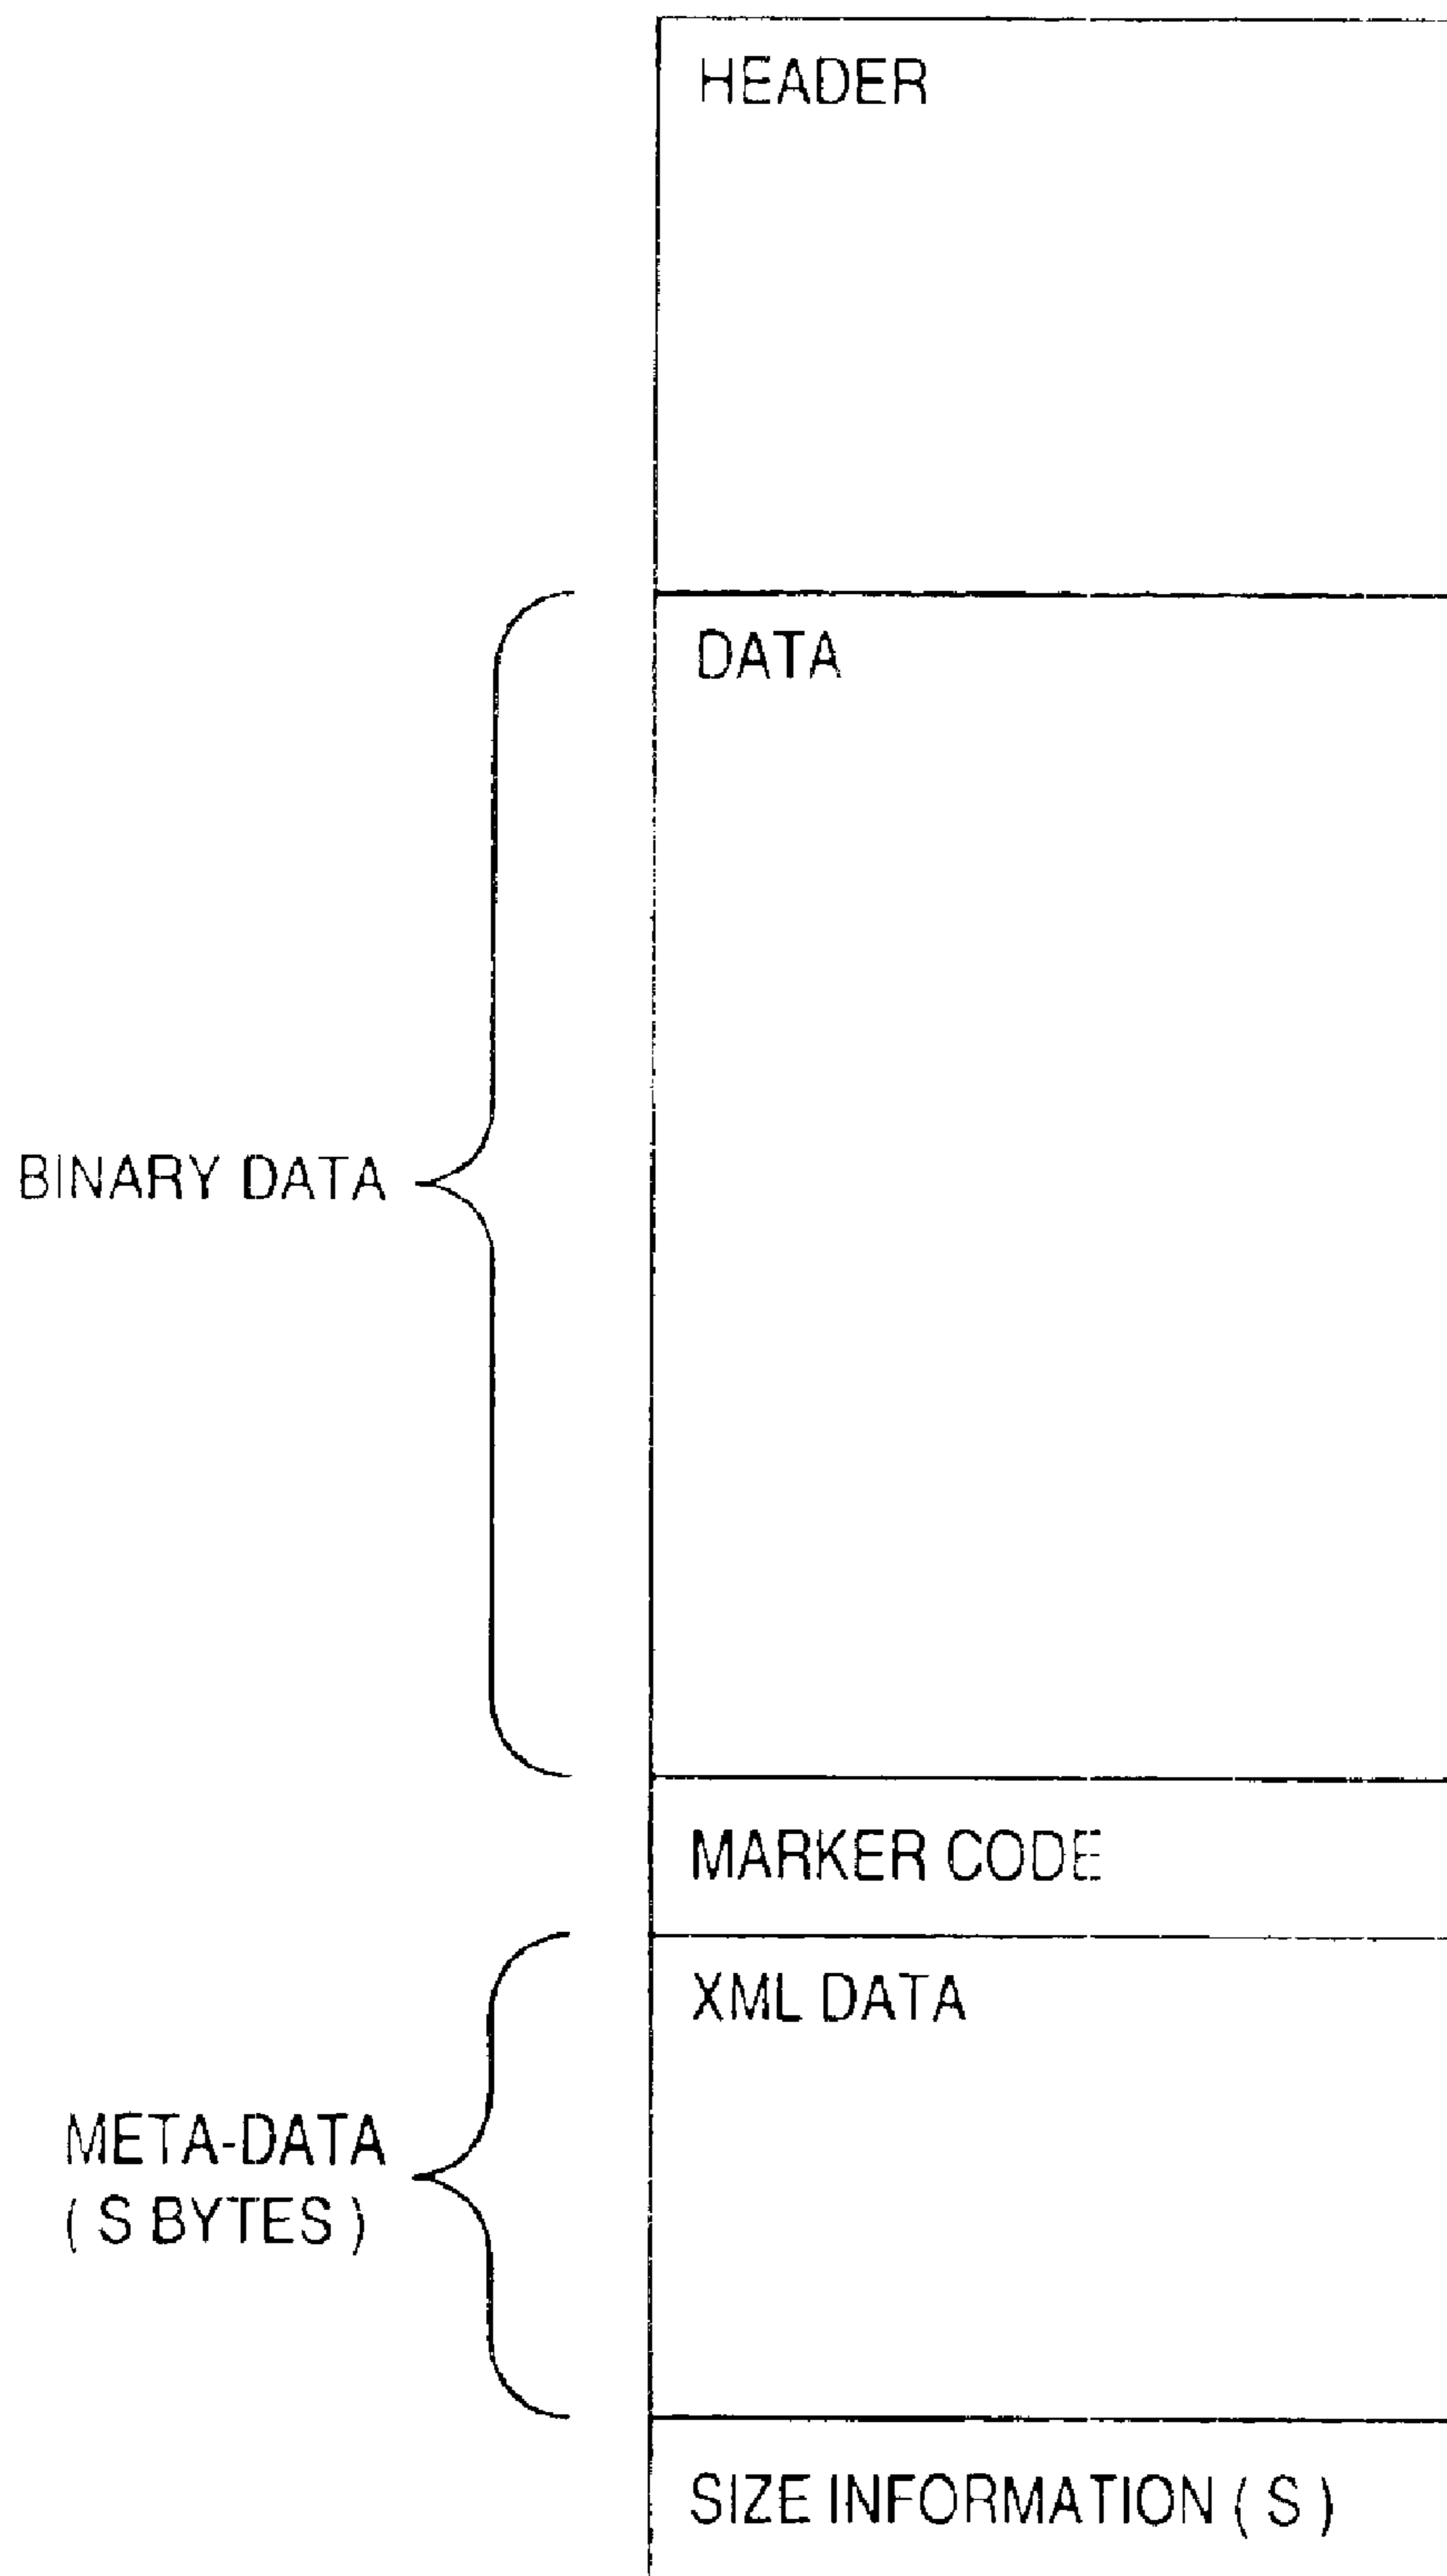 HEADER
DATA
BINARY DATA
MARKER CODE
XML DATA
META-DATA
( S BYTES )
SIZE INFORMATION ( S )